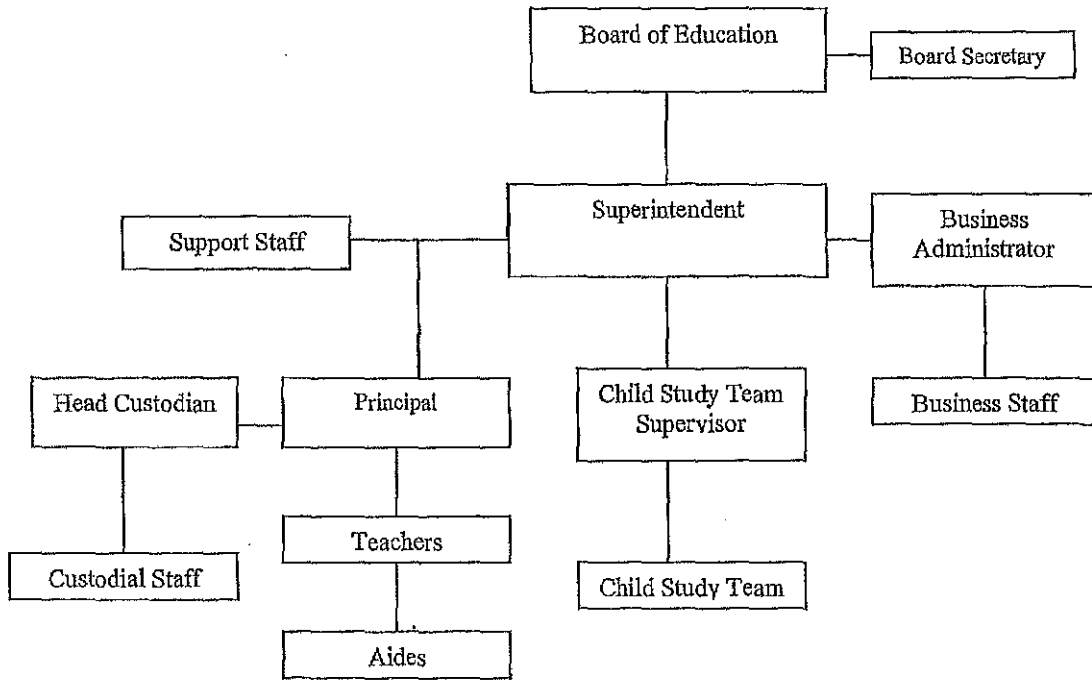 Board of Education
Board Secretary
Superintendent
Support Staff
Business
Administrator
Head Custodian
Principal
Child Study Team
Supervisor
Business Staff
Teachers
Custodial Staff
Child Study Team
Aides